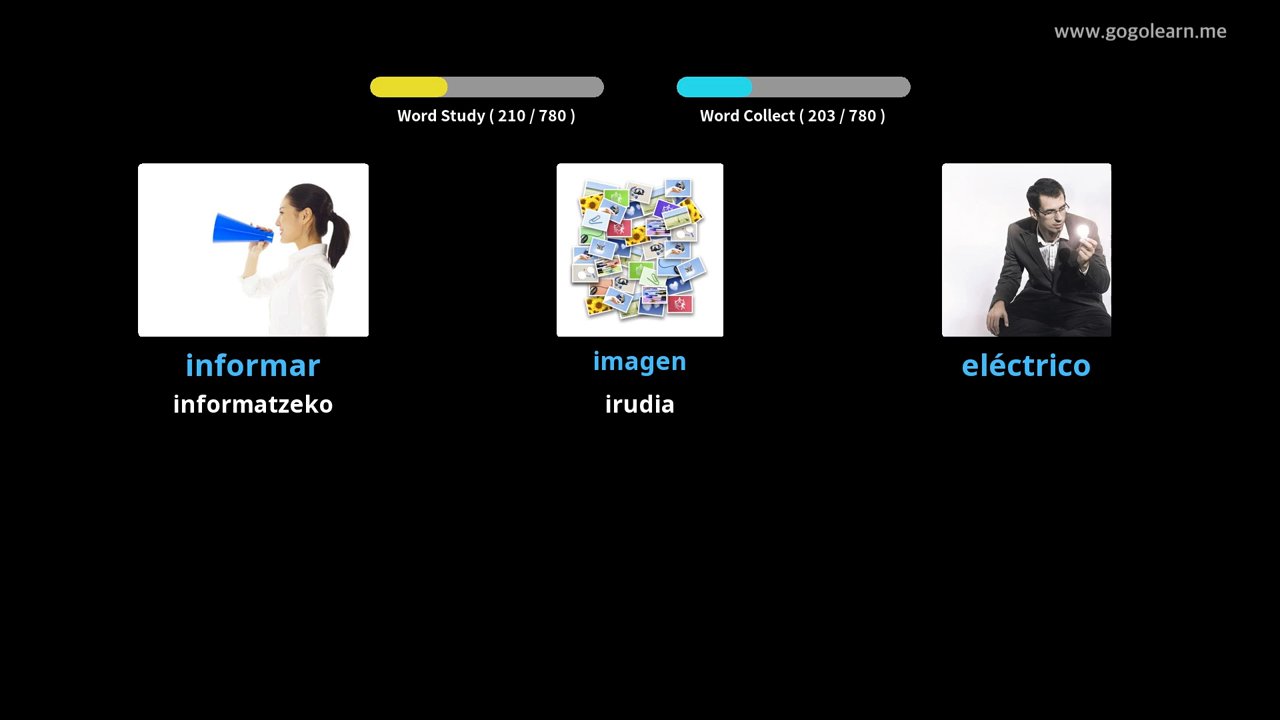 www.gogolearn.me
Word Study ( 210 / 780 )
Word Collect ( 203 / 780 )
informar
imagen
eléctrico
informatzeko
irudia